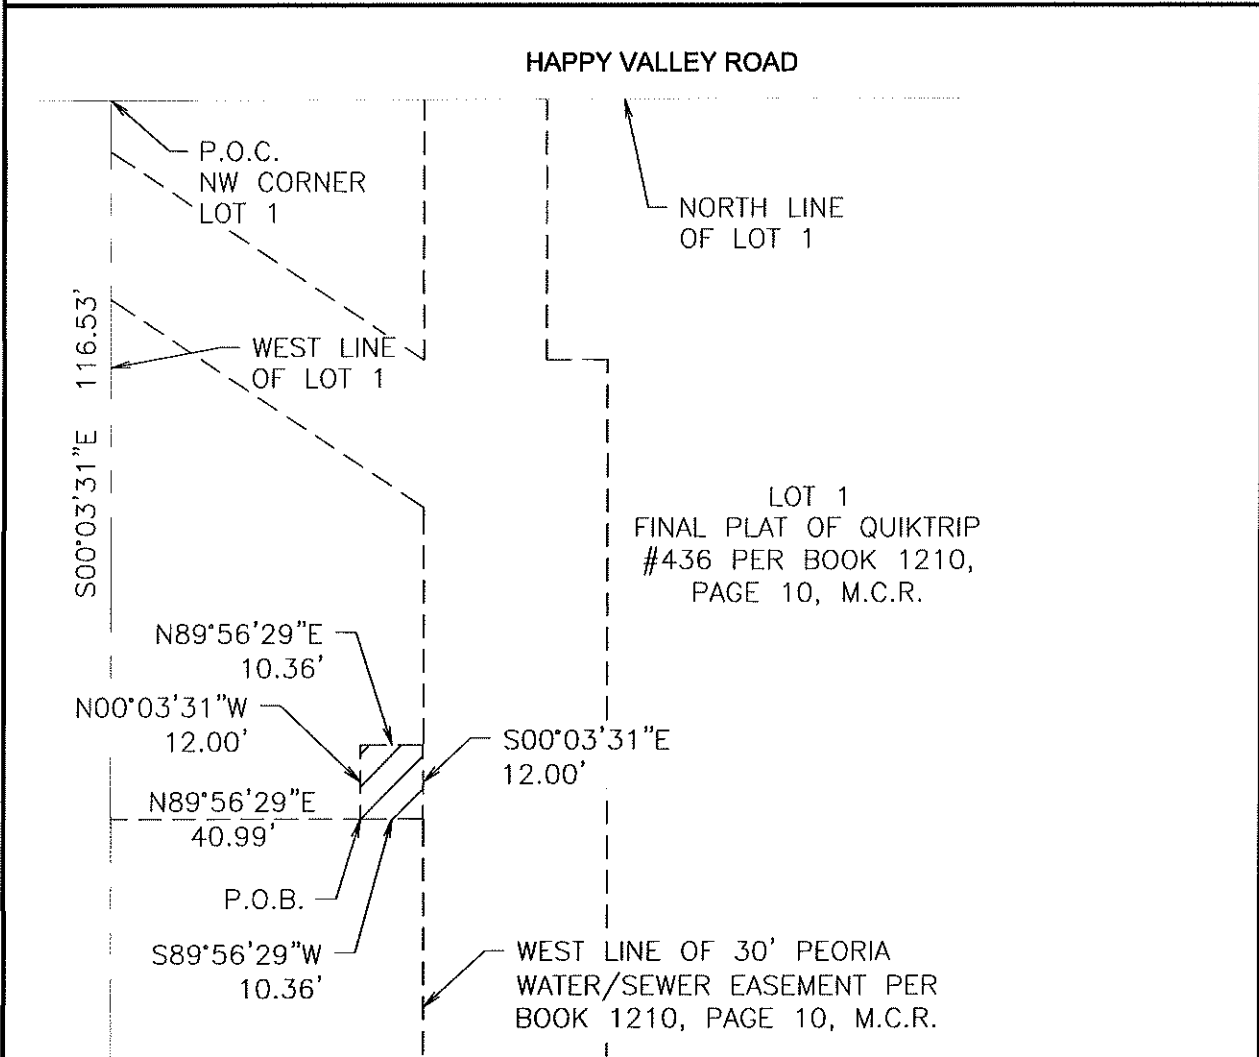 HAPPY VALLEY ROAD
P.O.C.
NW CORNER
LOT 1
NORTH LINE
OF LOT 1
S00°03'31"E 116.53'
WEST LINE
OF LOT 1
LOT 1
FINAL PLAT OF QUIKTRIP
#436 PER BOOK 1210,
PAGE 10, M.C.R.
N89°56'29"E
10.36'
N00°03'31"W
12.00'
S00°03'31"E
12.00'
N89°56'29"E
40.99'
P.O.B.
S89°56'29"W
10.36'
WEST LINE OF 30' PEORIA
WATER/SEWER EASEMENT PER
BOOK 1210, PAGE 10, M.C.R.